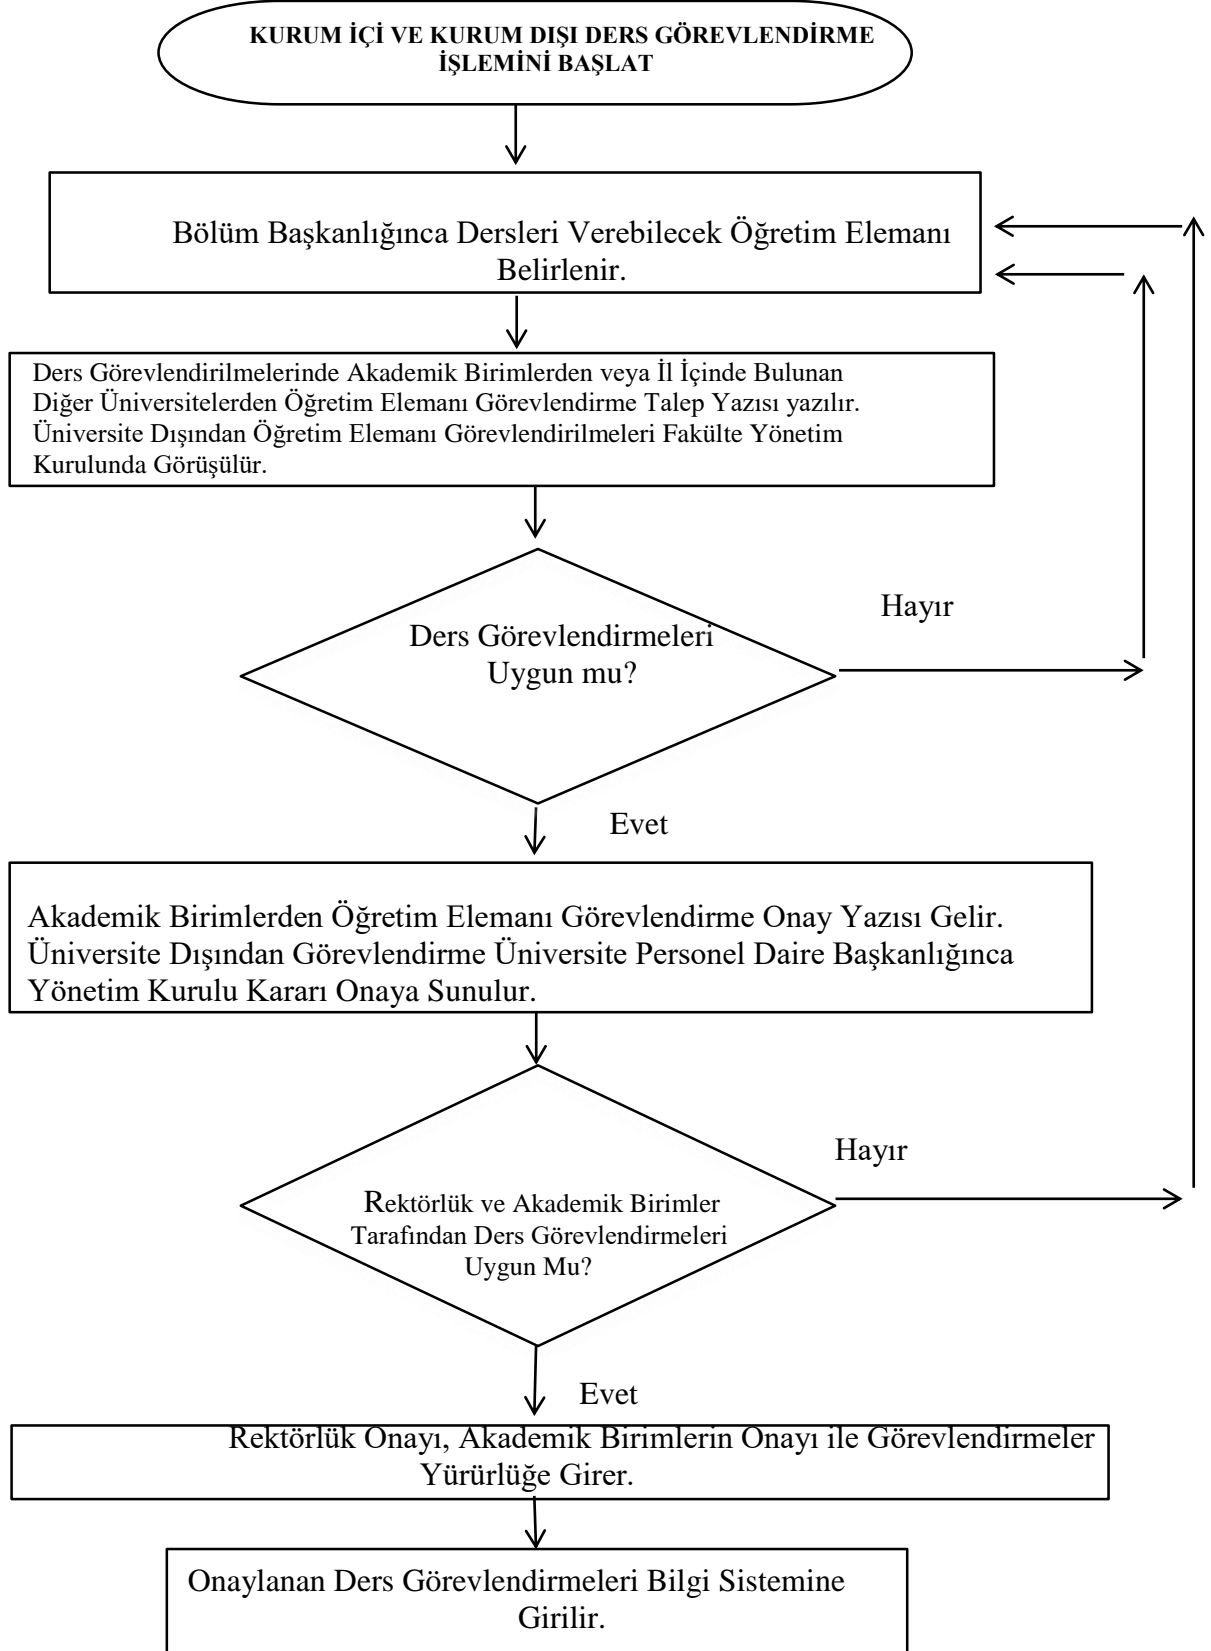 KURUM İÇİ VE KURUM DIŞI DERS GÖREVLENDİRME
İŞLEMİNİ BAŞLAT
Bölüm Başkanlığınca Dersleri Verebilecek Öğretim Elemanı
Belirlenir.
Ders Görevlendirilmelerinde Akademik Birimlerden veya İl İçinde Bulunan
Diğer Üniversitelerden Öğretim Elemanı Görevlendirme Talep Yazısı yazılır.
Üniversite Dışından Öğretim Elemanı Görevlendirilmeleri Fakülte Yönetim
Kurulunda Görüşülür.
Hayır
Ders Görevlendirmeleri
Uygun mu?
Evet
Akademik Birimlerden Öğretim Elemanı Görevlendirme Onay Yazısı Gelir.
Üniversite Dışından Görevlendirme Üniversite Personel Daire Başkanlığınca
Yönetim Kurulu Kararı Onaya Sunulur.
Hayır
Rektörlük ve Akademik Birimler
Tarafından Ders Görevlendirmeleri
Uygun Mu?
Evet
Rektörlük Onayı, Akademik Birimlerin Onayı ile Görevlendirmeler
Yürürlüğe Girer.
Onaylanan Ders Görevlendirmeleri Bilgi Sistemine
Girilir.